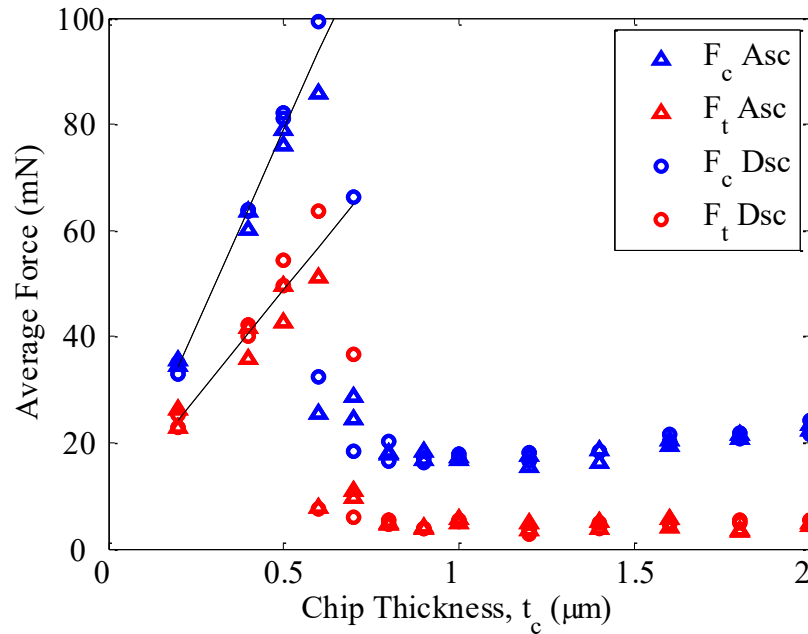 100
80
60
40
20
0
Average Force (mN)
F_c Asc
F_t Asc
F_c Dsc
F_t Dsc
0 0.5 1 1.5 2
Chip Thickness, t_c (μm)